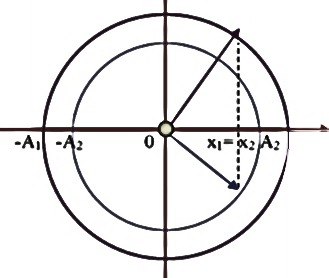 -A₁ -A₂ 0 x₁= x₂ A₂